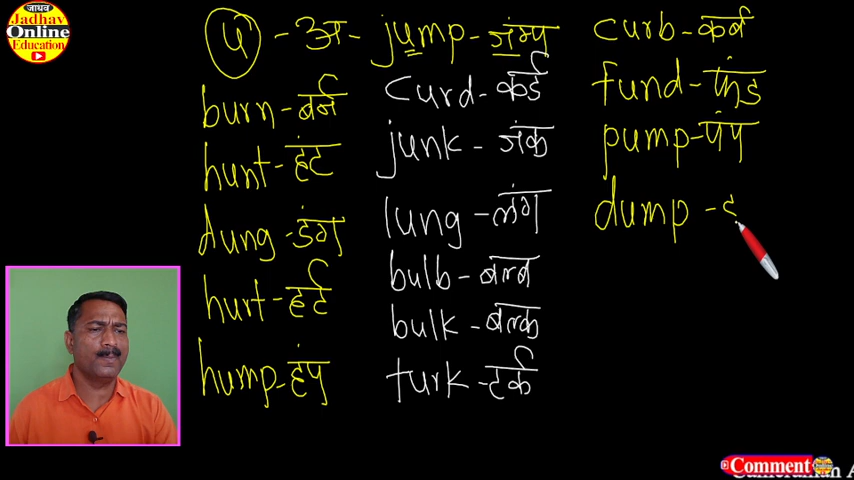 जाधव
Jadhav
Online
Education
u - अ - jump - जंम्प
burn - बर्न
hunt - हंट
dung - डंग
hurt - हर्ट
hump - हंप
curd - कर्ड
junk - जंक
lung - लंग
bulb - बल्ब
bulk - बल्क
turk - टर्क
curb - कर्ब
fund - फंड
pump - पंप
dump -
Comment